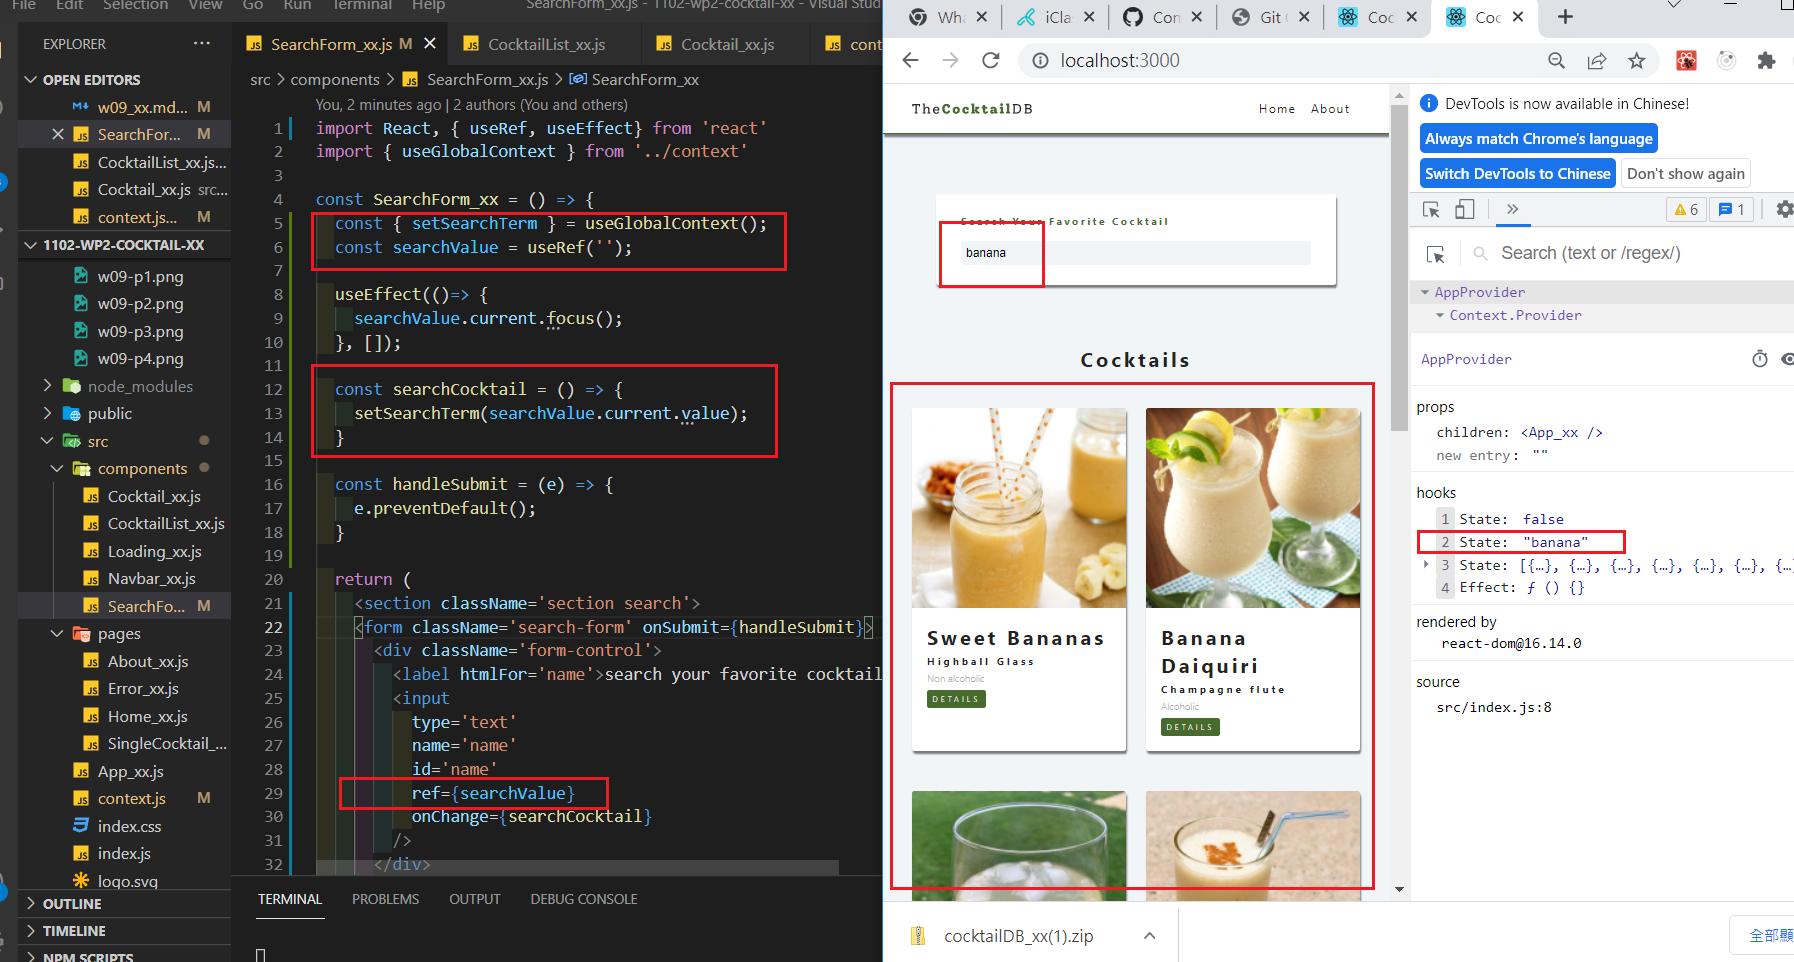 File Edit Selection View Go Run Terminal Help SearchForm_xx.js - 1102-wp2-cocktail-xx - Visual Stud
EXPLORER ···
OPEN EDITORS
w09_xx.md... M
SearchFor... M
CocktailList_xx.js...
Cocktail_xx.js src...
context.js... M
1102-WP2-COCKTAIL-XX
w09-p1.png
w09-p2.png
w09-p3.png
w09-p4.png
node_modules
public
src
components
Cocktail_xx.js
CocktailList_xx.js
Loading_xx.js
Navbar_xx.js
SearchFo... M
pages
About_xx.js
Error_xx.js
Home_xx.js
SingleCocktail_...
App_xx.js
context.js M
index.css
index.js
logo.svg
OUTLINE
TIMELINE
NPM SCRIPTS
SearchForm_xx.js M
CocktailList_xx.js
Cocktail_xx.js
cont
src > components > SearchForm_xx.js > SearchForm_xx
You, 2 minutes ago | 2 authors (You and others)
1 import React, { useRef, useEffect} from 'react'
2 import { useGlobalContext } from '../context'
3
4 const SearchForm_xx = () => {
5 const { setSearchTerm } = useGlobalContext();
6 const searchValue = useRef('');
7
8 useEffect(()=> {
9 searchValue.current.focus();
10 }, []);
11
12 const searchCocktail = () => {
13 setSearchTerm(searchValue.current.value);
14 }
15
16 const handleSubmit = (e) => {
17 e.preventDefault();
18 }
19
20 return (
21 <section className='section search'>
22 <form className='search-form' onSubmit={handleSubmit}>
23 <div className='form-control'>
24 <label htmlFor='name'>search your favorite cocktail
25 <input
26 type='text'
27 name='name'
28 id='name'
29 ref={searchValue}
30 onChange={searchCocktail}
31 />
32 </div>
TERMINAL PROBLEMS OUTPUT DEBUG CONSOLE
Wh
iCla
Con
Git
Coc
Coc
localhost:3000
TheCocktailDB
Home About
Search Your Favorite Cocktail
banana
Cocktails
Sweet Bananas
Highball Glass
Non alcoholic
DETAILS
Banana
Daiquiri
Champagne flute
Alcoholic
DETAILS
DevTools is now available in Chinese!
Always match Chrome's language
Switch DevTools to Chinese Don't show again
» 6 1
Search (text or /regex/)
AppProvider
Context.Provider
AppProvider
props
children: <App_xx />
new entry: ""
hooks
1 State: false
2 State: "banana"
3 State: [{…}, {…}, {…}, {…}, {…}, {…}, {…
4 Effect: ƒ () {}
rendered by
react-dom@16.14.0
source
src/index.js:8
cocktailDB_xx(1).zip
全部顯